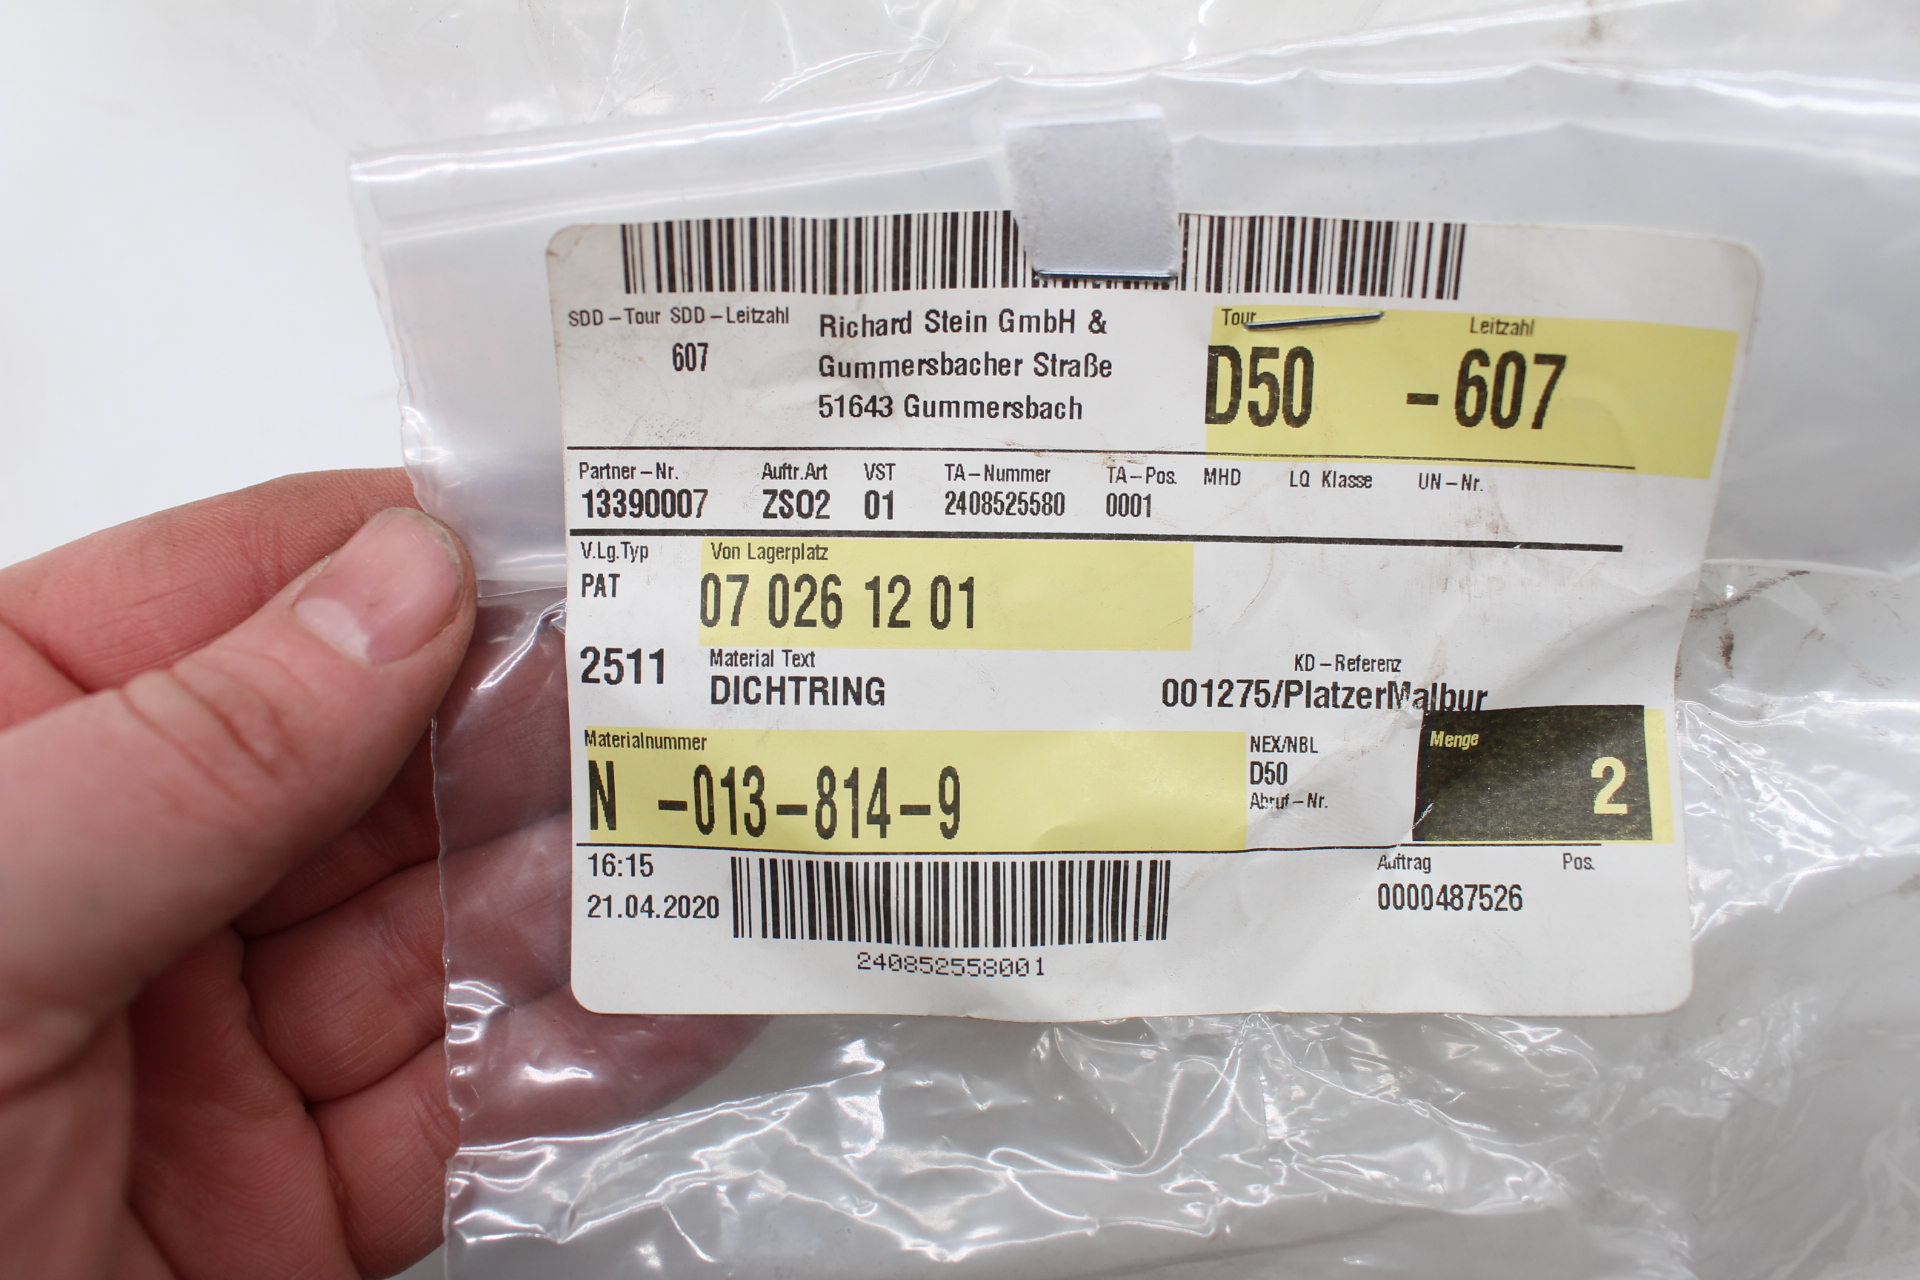 SDD-Tour SDD-Leitzahl
607
Richard Stein GmbH &
Gummersbacher Straße
51643 Gummersbach
Tour Leitzahl
D50 -607
Partner-Nr. Auftr.Art VST TA-Nummer TA-Pos. MHD LQ Klasse UN-Nr.
13390007 ZSO2 01 2408525580 0001
V.Lg.Typ Von Lagerplatz
PAT 07 026 12 01
Material Text KD-Referenz
2511 DICHTRING 001275/PlatzerMalbur
Materialnummer NEX/NBL Menge
N -013-814-9 D50 2
Abruf-Nr.
16:15 Auftrag Pos.
21.04.2020 0000487526
240852558001